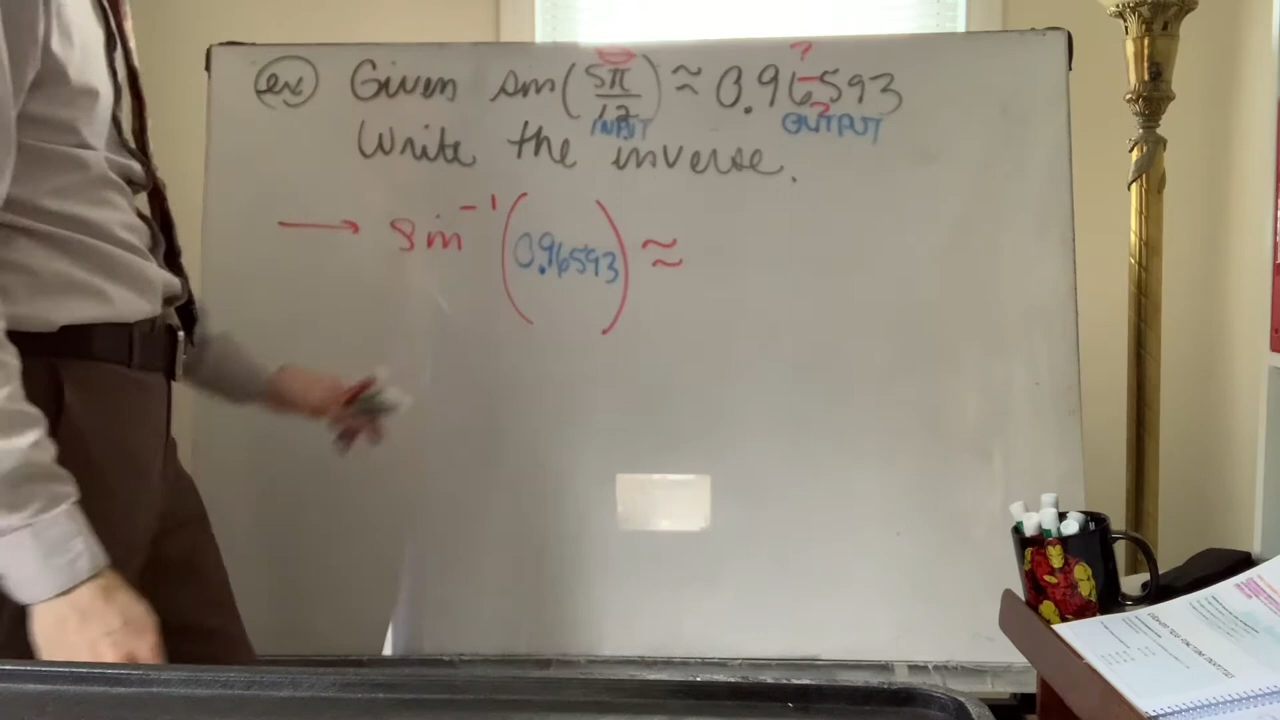 ex Given sin(5π/12) ≈ 0.96593
INPUT OUTPUT
Write the inverse.
→ sin⁻¹(0.96593) ≈